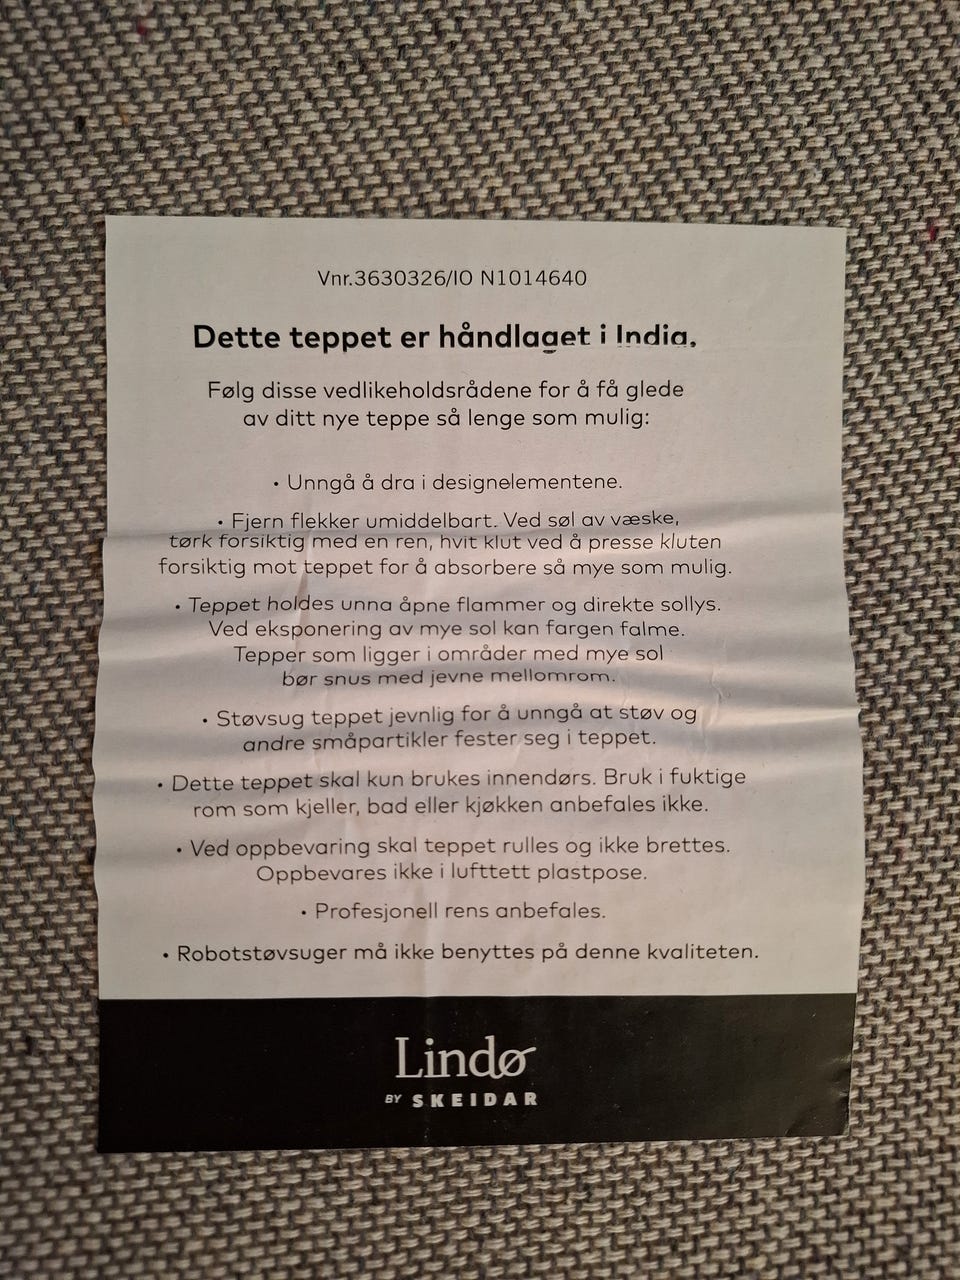 Vnr.3630326/IO N1014640
Dette teppet er håndlaget i India.
Følg disse vedlikeholdsrådene for å få glede
av ditt nye teppe så lenge som mulig:
• Unngå å dra i designelementene.
• Fjern flekker umiddelbart. Ved søl av væske,
tørk forsiktig med en ren, hvit klut ved å presse kluten
forsiktig mot teppet for å absorbere så mye som mulig.
• Teppet holdes unna åpne flammer og direkte sollys.
Ved eksponering av mye sol kan fargen falme.
Tepper som ligger i områder med mye sol
bør snus med jevne mellomrom.
• Støvsug teppet jevnlig for å unngå at støv og
andre småpartikler fester seg i teppet.
• Dette teppet skal kun brukes innendørs. Bruk i fuktige
rom som kjeller, bad eller kjøkken anbefales ikke.
• Ved oppbevaring skal teppet rulles og ikke brettes.
Oppbevares ikke i lufttett plastpose.
• Profesjonell rens anbefales.
• Robotstøvsuger må ikke benyttes på denne kvaliteten.
Lindø
BY SKEIDAR